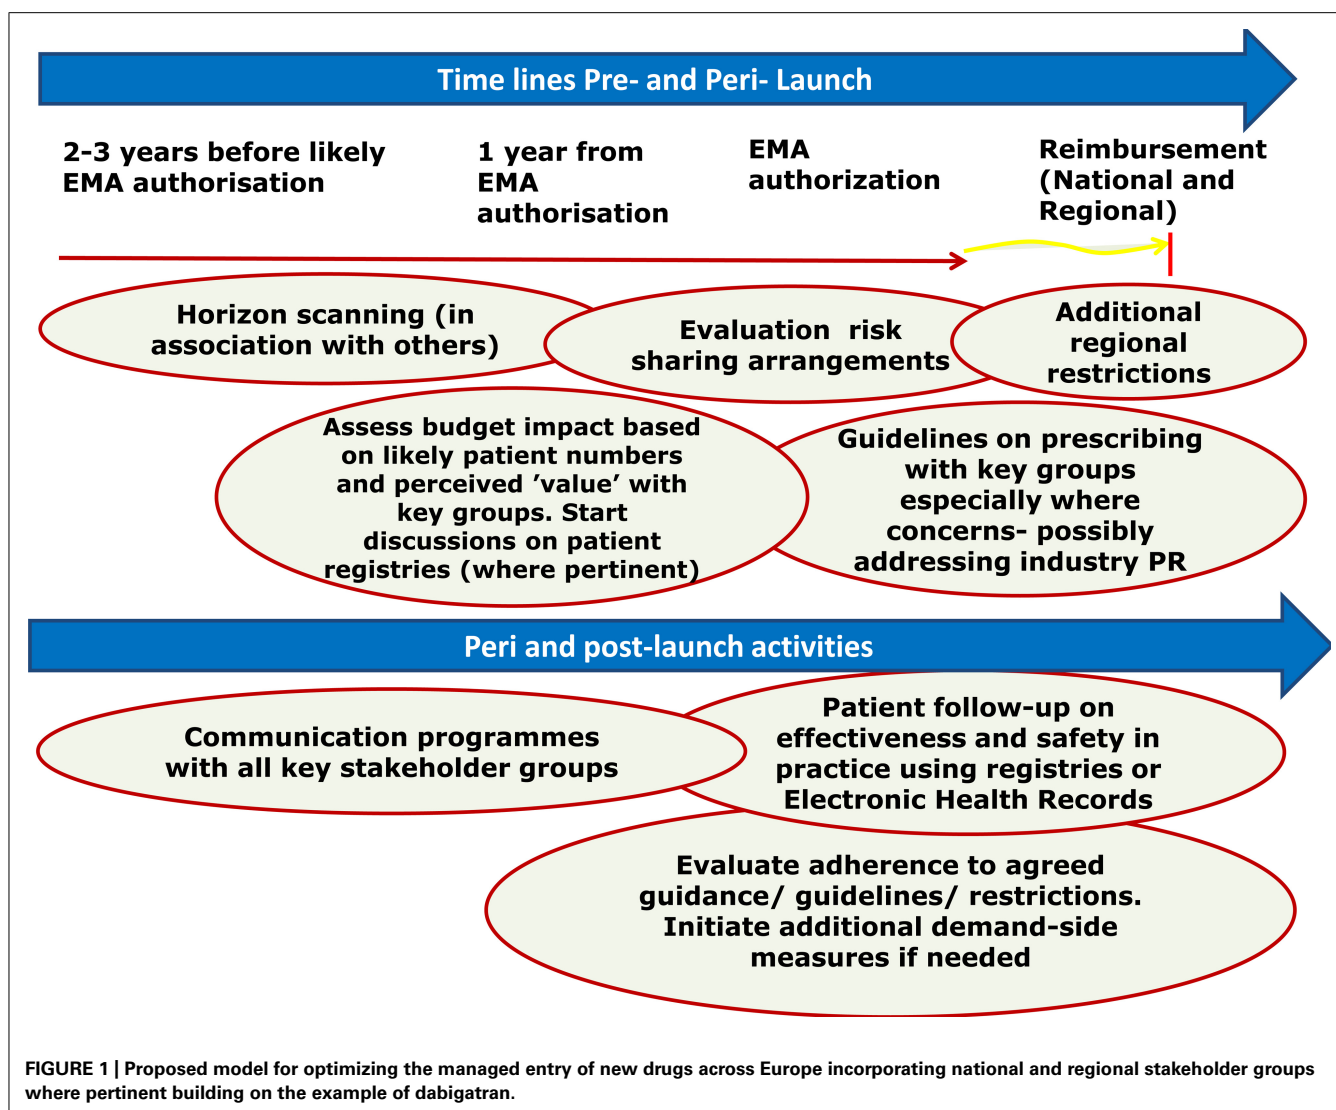 Time lines Pre- and Peri- Launch
2-3 years before likely
EMA authorisation
1 year from
EMA
authorisation
EMA
authorization
Reimbursement
(National and
Regional)
Horizon scanning (in
association with others)
Evaluation risk
sharing arrangements
Additional
regional
restrictions
Assess budget impact based
on likely patient numbers
and perceived ’value’ with
key groups. Start
discussions on patient
registries (where pertinent)
Guidelines on prescribing
with key groups
especially where
concerns- possibly
addressing industry PR
Peri and post-launch activities
Communication programmes
with all key stakeholder groups
Patient follow-up on
effectiveness and safety in
practice using registries or
Electronic Health Records
Evaluate adherence to agreed
guidance/ guidelines/ restrictions.
Initiate additional demand-side
measures if needed
FIGURE 1 | Proposed model for optimizing the managed entry of new drugs across Europe incorporating national and regional stakeholder groups
where pertinent building on the example of dabigatran.